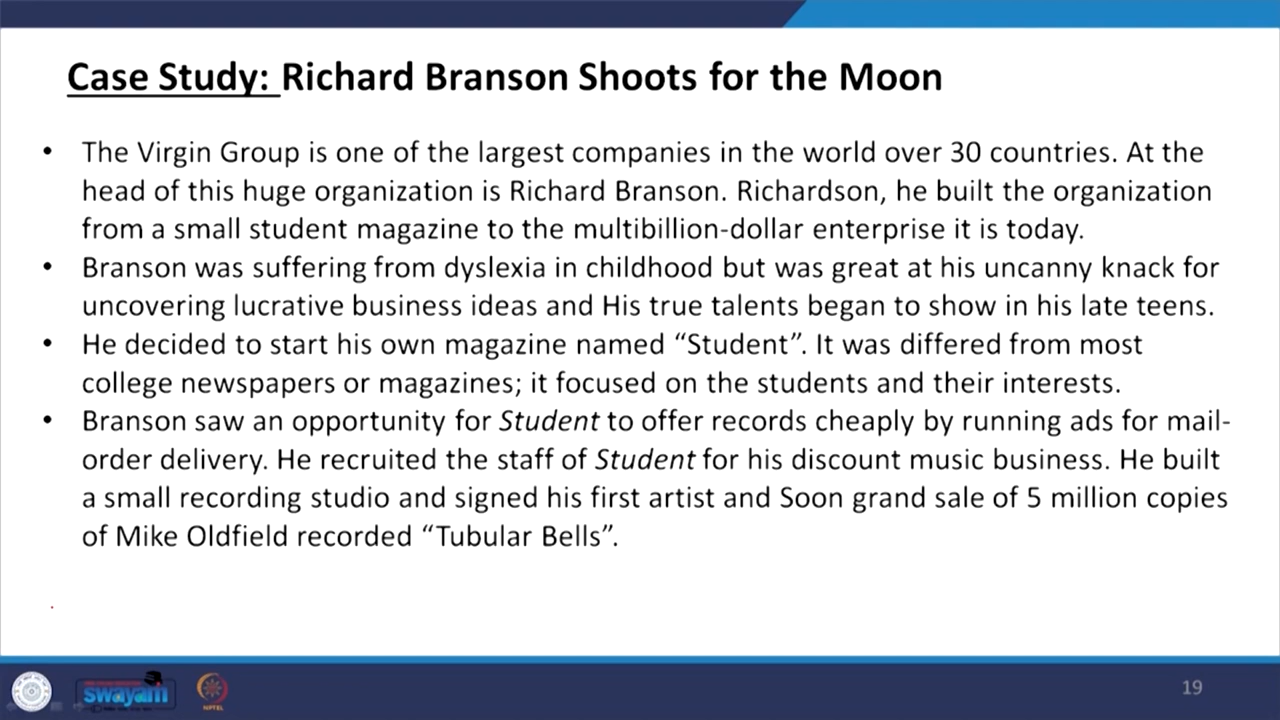 Case Study: Richard Branson Shoots for the Moon
• The Virgin Group is one of the largest companies in the world over 30 countries. At the
head of this huge organization is Richard Branson. Richardson, he built the organization
from a small student magazine to the multibillion-dollar enterprise it is today.
• Branson was suffering from dyslexia in childhood but was great at his uncanny knack for
uncovering lucrative business ideas and His true talents began to show in his late teens.
• He decided to start his own magazine named “Student”. It was differed from most
college newspapers or magazines; it focused on the students and their interests.
• Branson saw an opportunity for Student to offer records cheaply by running ads for mail-
order delivery. He recruited the staff of Student for his discount music business. He built
a small recording studio and signed his first artist and Soon grand sale of 5 million copies
of Mike Oldfield recorded “Tubular Bells”.
swayam
NPTEL
19